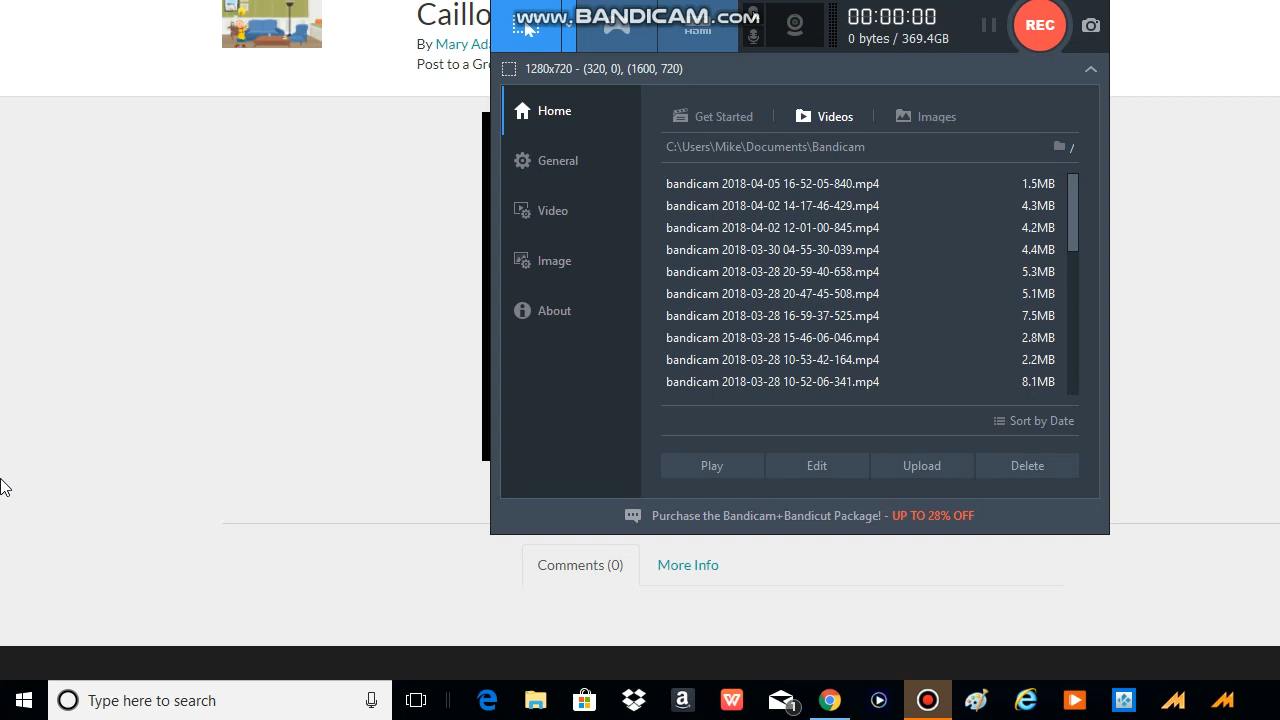 Caillo
By Mary Ada
Post to a Gr
www.BANDICAM.com
HDMI
00:00:00
0 bytes / 369.4GB
REC
1280x720 - (320, 0), (1600, 720)
Home
General
Video
Image
About
Get Started
Videos
Images
C:\Users\Mike\Documents\Bandicam
/
bandicam 2018-04-05 16-52-05-840.mp4 1.5MB
bandicam 2018-04-02 14-17-46-429.mp4 4.3MB
bandicam 2018-04-02 12-01-00-845.mp4 4.2MB
bandicam 2018-03-30 04-55-30-039.mp4 4.4MB
bandicam 2018-03-28 20-59-40-658.mp4 5.3MB
bandicam 2018-03-28 20-47-45-508.mp4 5.1MB
bandicam 2018-03-28 16-59-37-525.mp4 7.5MB
bandicam 2018-03-28 15-46-06-046.mp4 2.8MB
bandicam 2018-03-28 10-53-42-164.mp4 2.2MB
bandicam 2018-03-28 10-52-06-341.mp4 8.1MB
Sort by Date
Play Edit Upload Delete
Purchase the Bandicam+Bandicut Package! - UP TO 28% OFF
Comments (0) More Info
Type here to search
1